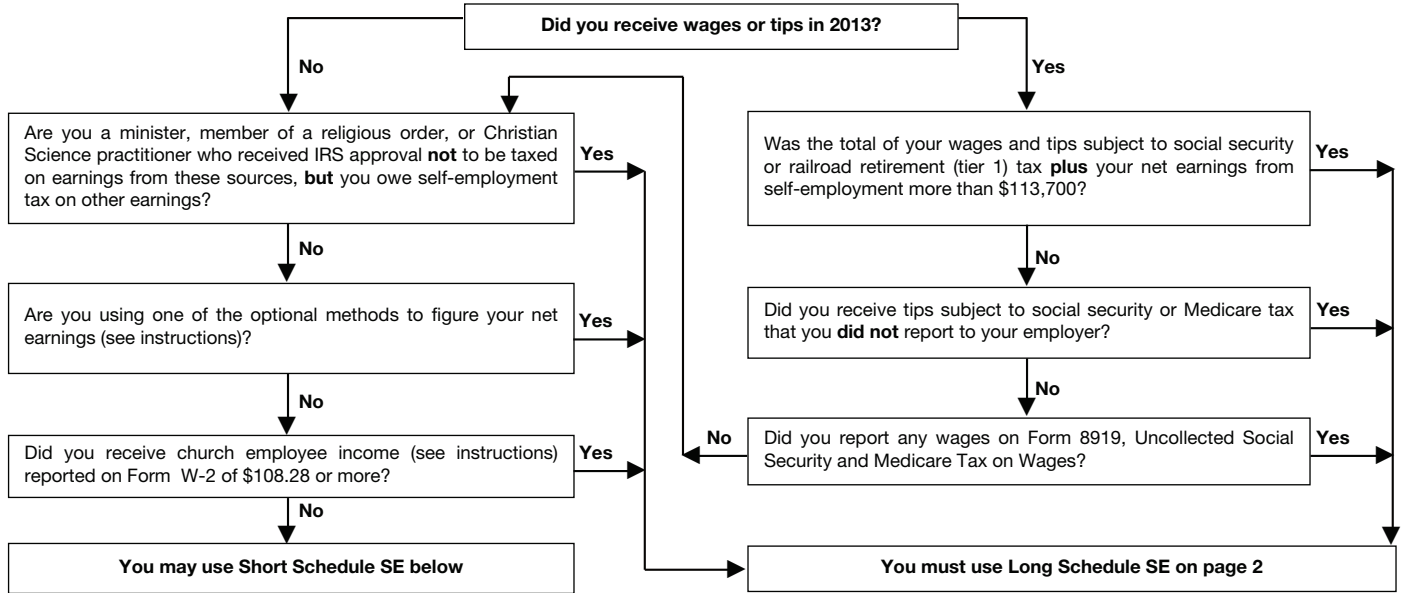 Did you receive wages or tips in 2013?
No
Yes
Are you a minister, member of a religious order, or Christian
Science practitioner who received IRS approval not to be taxed
on earnings from these sources, but you owe self-employment
tax on other earnings?
Yes
Was the total of your wages and tips subject to social security
or railroad retirement (tier 1) tax plus your net earnings from
self-employment more than $113,700?
Yes
No
No
Are you using one of the optional methods to figure your net
earnings (see instructions)?
Yes
Did you receive tips subject to social security or Medicare tax
that you did not report to your employer?
Yes
No
No
Did you receive church employee income (see instructions)
reported on Form W-2 of $108.28 or more?
Yes
No
Did you report any wages on Form 8919, Uncollected Social
Security and Medicare Tax on Wages?
Yes
No
You may use Short Schedule SE below
You must use Long Schedule SE on page 2